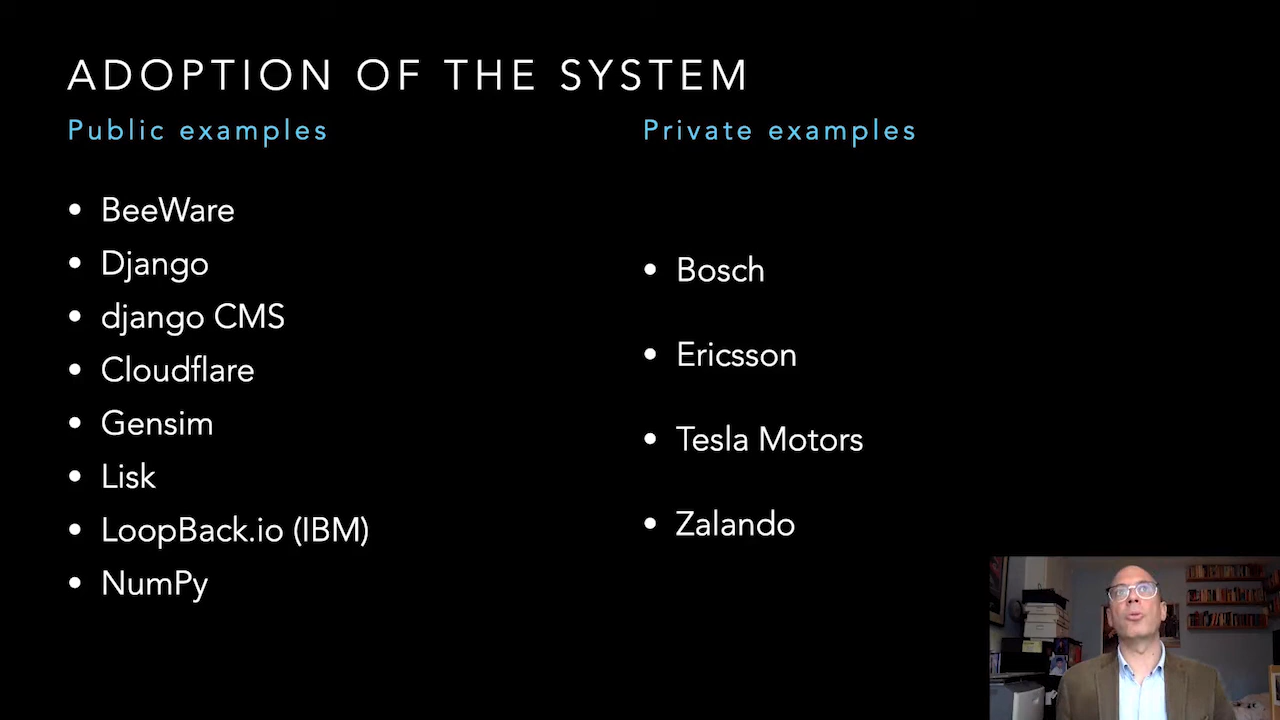 ADOPTION OF THE SYSTEM
Public examples
• BeeWare
• Django
• django CMS
• Cloudflare
• Gensim
• Lisk
• LoopBack.io (IBM)
• NumPy
Private examples
• Bosch
• Ericsson
• Tesla Motors
• Zalando